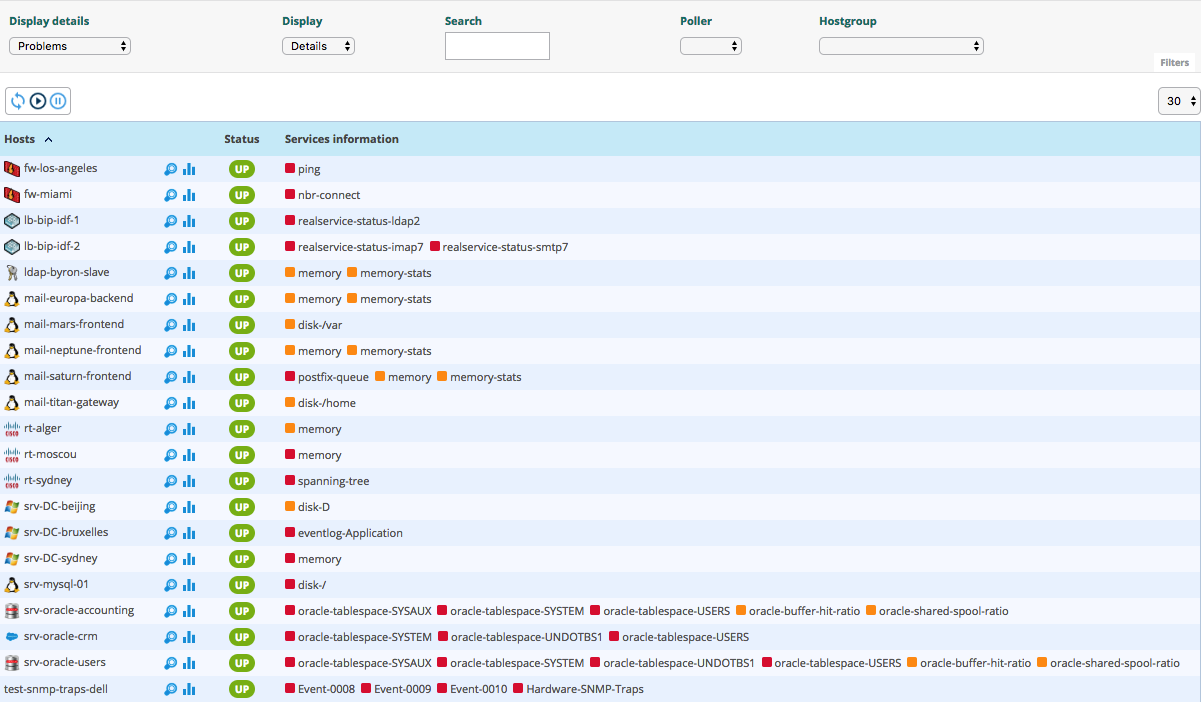 Display details Display Search Poller Hostgroup
Problems Details
Filters
30
Hosts Status Services information
fw-los-angeles UP ping
fw-miami UP nbr-connect
lb-bip-idf-1 UP realservice-status-ldap2
lb-bip-idf-2 UP realservice-status-imap7 realservice-status-smtp7
ldap-byron-slave UP memory memory-stats
mail-europa-backend UP memory memory-stats
mail-mars-frontend UP disk-/var
mail-neptune-frontend UP memory memory-stats
mail-saturn-frontend UP postfix-queue memory memory-stats
mail-titan-gateway UP disk-/home
CISCO rt-alger UP memory
CISCO rt-moscou UP memory
CISCO rt-sydney UP spanning-tree
srv-DC-beijing UP disk-D
srv-DC-bruxelles UP eventlog-Application
srv-DC-sydney UP memory
srv-mysql-01 UP disk-/
srv-oracle-accounting UP oracle-tablespace-SYSAUX oracle-tablespace-SYSTEM oracle-tablespace-USERS oracle-buffer-hit-ratio oracle-shared-spool-ratio
srv-oracle-crm UP oracle-tablespace-SYSTEM oracle-tablespace-UNDOTBS1 oracle-tablespace-USERS
srv-oracle-users UP oracle-tablespace-SYSAUX oracle-tablespace-SYSTEM oracle-tablespace-UNDOTBS1 oracle-tablespace-USERS oracle-buffer-hit-ratio oracle-shared-spool-ratio
test-snmp-traps-dell UP Event-0008 Event-0009 Event-0010 Hardware-SNMP-Traps